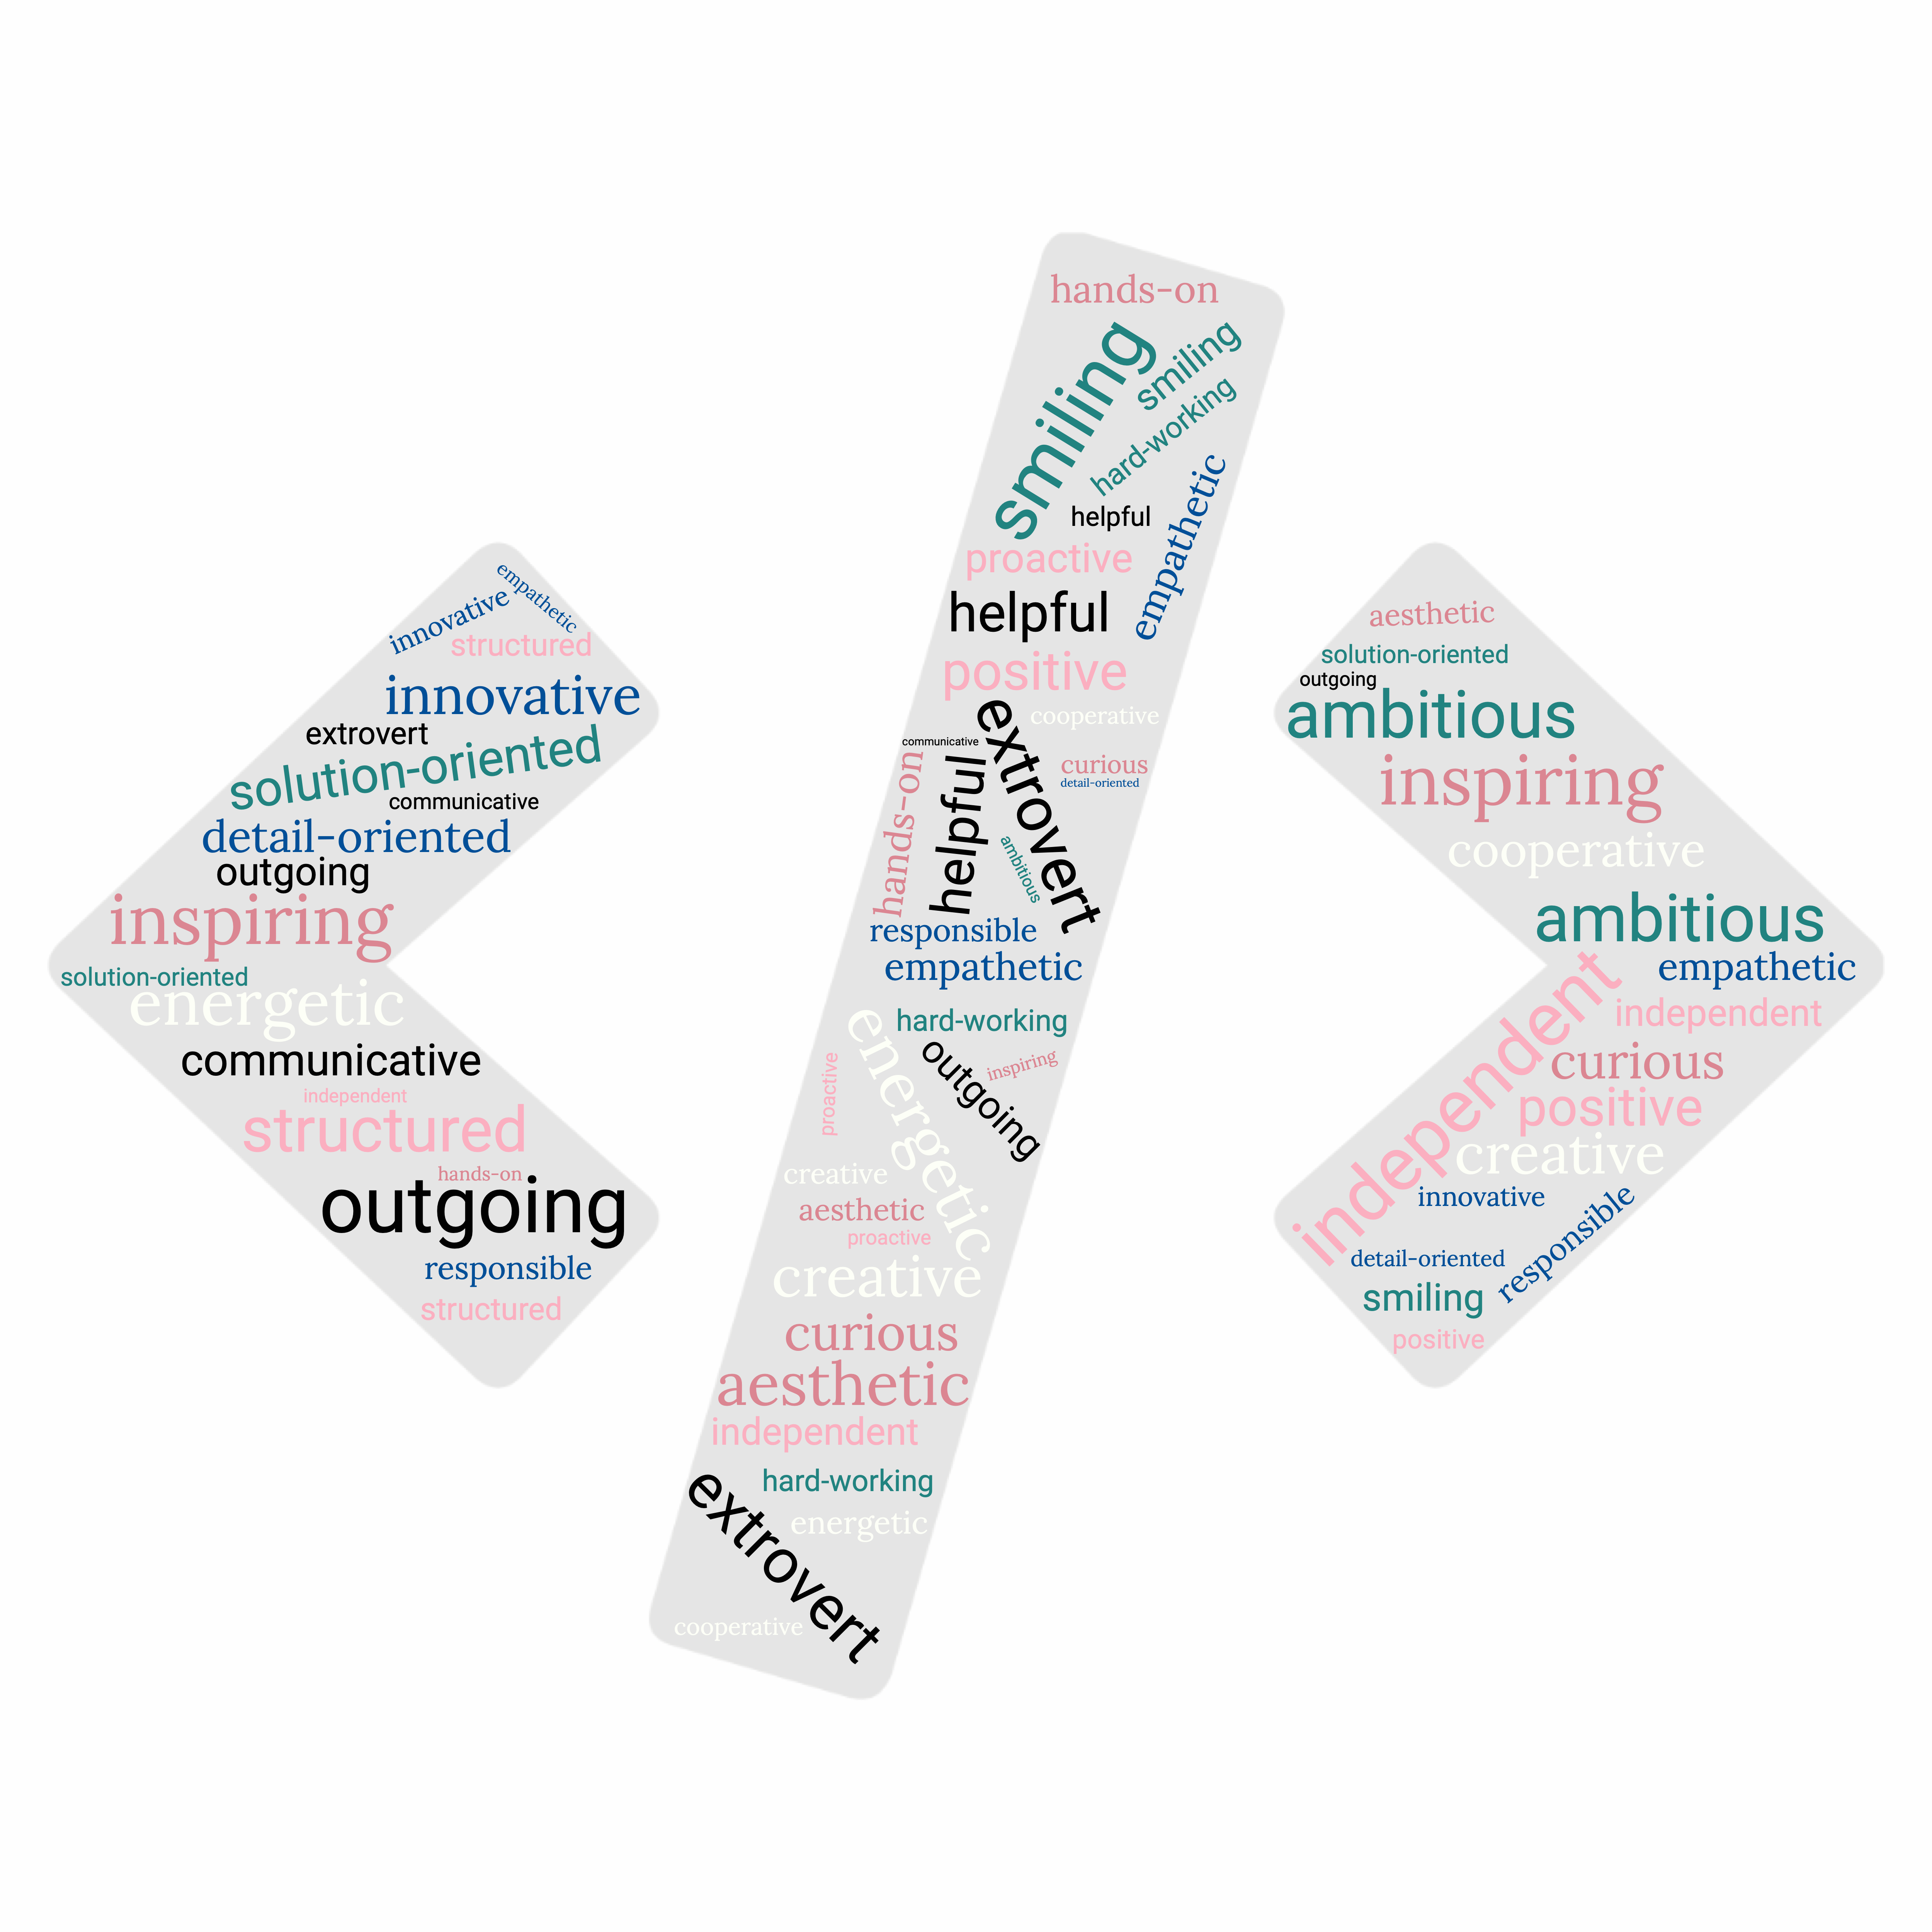 empathetic
innovative
structured
innovative
extrovert
solution-oriented
communicative
detail-oriented
outgoing
inspiring
solution-oriented
energetic
communicative
independent
structured
hands-on
outgoing
responsible
structured
hands-on
smiling
smiling
hard-working
helpful
empathetic
proactive
helpful
positive
cooperative
extrovert
communicative
hands-on
helpful
curious
detail-oriented
ambitious
responsible
empathetic
hard-working
energetic
outgoing
inspiring
proactive
creative
aesthetic
proactive
creative
curious
aesthetic
independent
hard-working
extrovert
energetic
cooperative
aesthetic
solution-oriented
outgoing
ambitious
inspiring
cooperative
ambitious
empathetic
independent
independent
curious
positive
creative
innovative
responsible
detail-oriented
smiling
positive